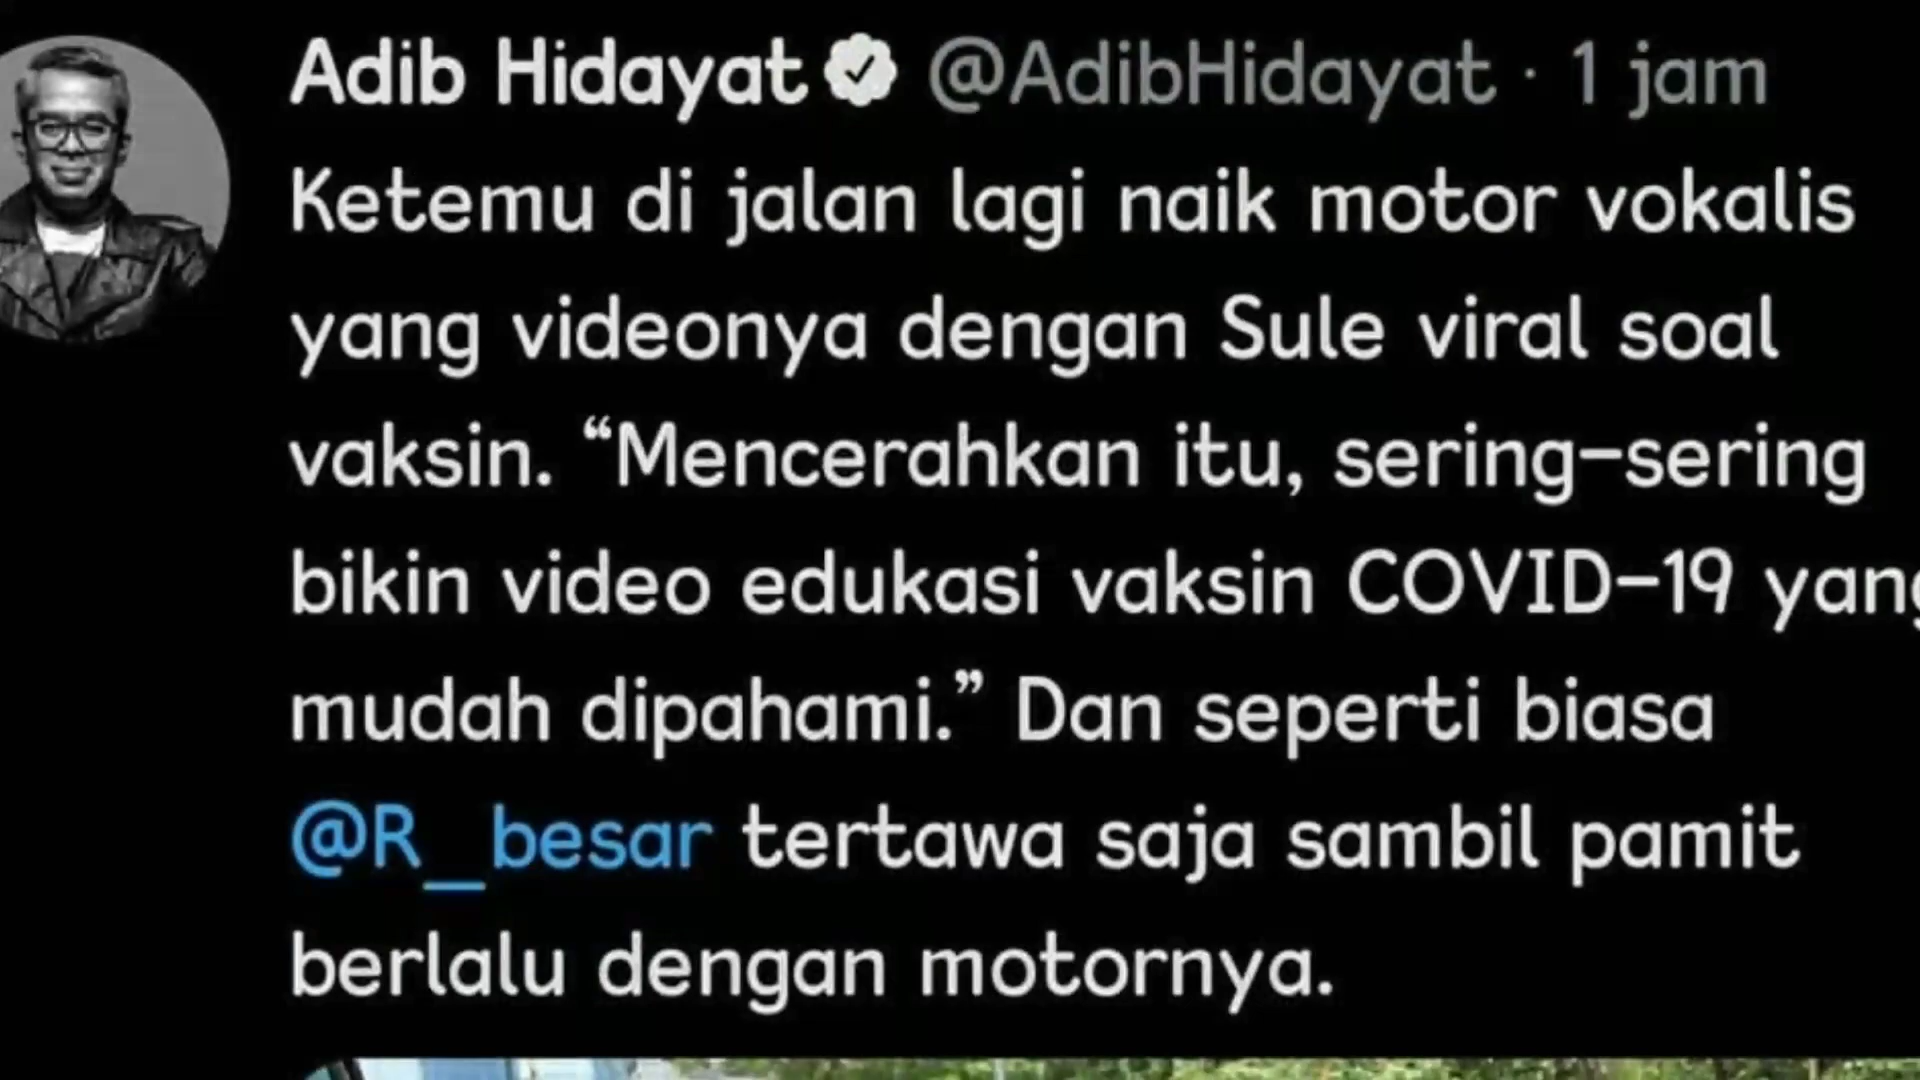 Adib Hidayat @AdibHidayat · 1 jam
Ketemu di jalan lagi naik motor vokalis
yang videonya dengan Sule viral soal
vaksin. “Mencerahkan itu, sering-sering
bikin video edukasi vaksin COVID-19 yang
mudah dipahami.” Dan seperti biasa
@R_besar tertawa saja sambil pamit
berlalu dengan motornya.